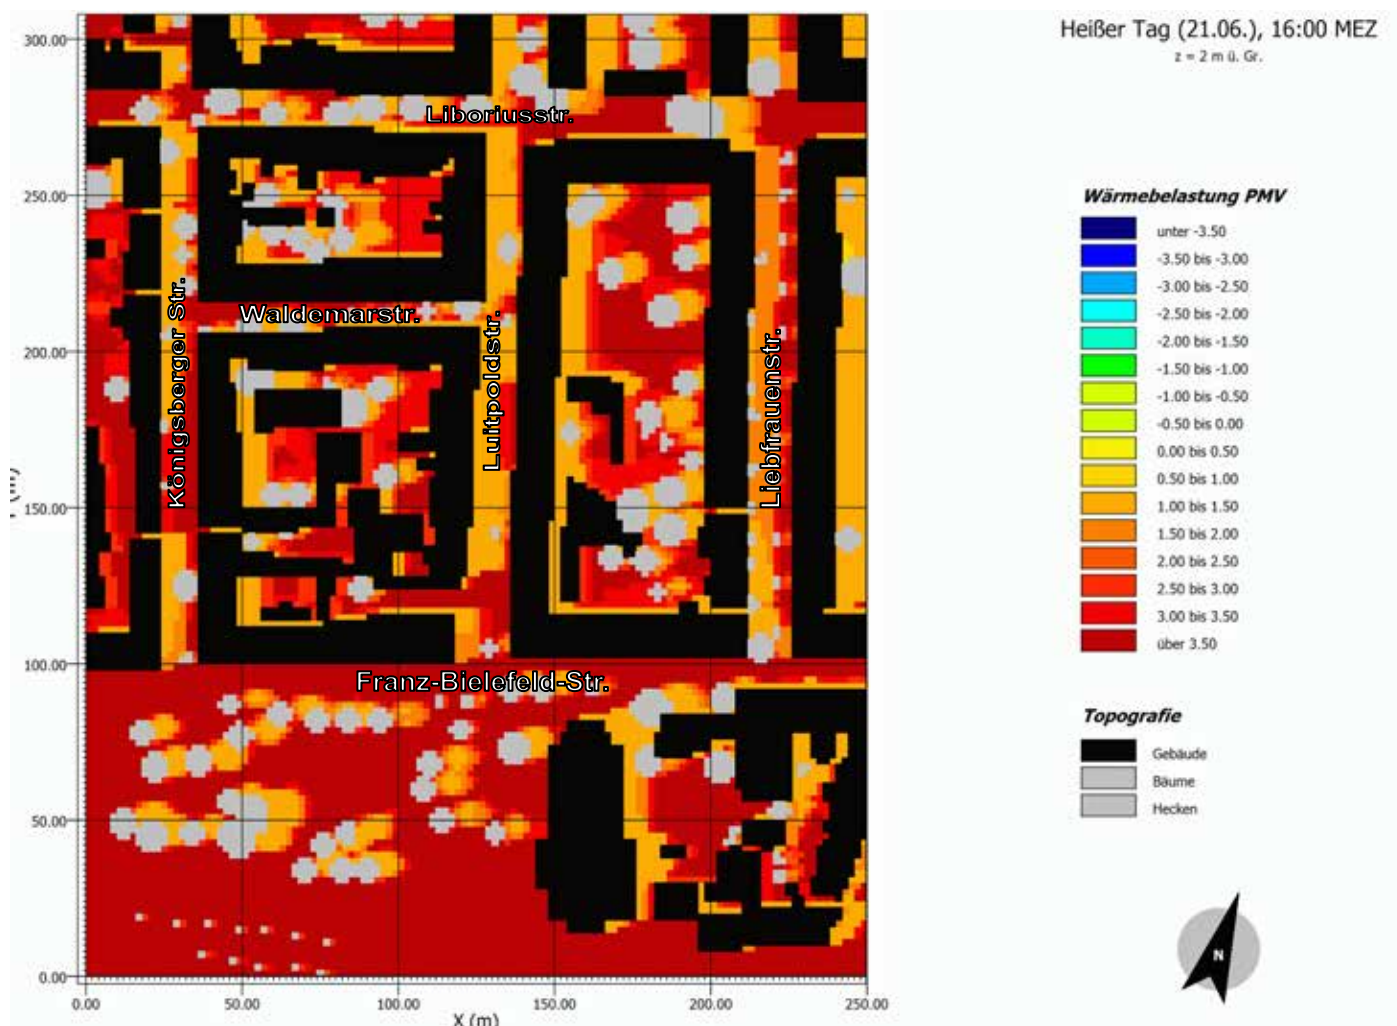 Heißer Tag (21.06.), 16:00 MEZ
z = 2 m ü. Gr.
300.00
250.00
200.00
150.00
100.00
50.00
0.00
0.00 50.00 100.00 150.00 200.00 250.00
X (m)
(m)
Liboriusstr.
Waldemarstr.
Königsberger Str.
Luitpoldstr.
Liebfrauenstr.
Franz-Bielefeld-Str.
Wärmebelastung PMV
unter -3.50
-3.50 bis -3.00
-3.00 bis -2.50
-2.50 bis -2.00
-2.00 bis -1.50
-1.50 bis -1.00
-1.00 bis -0.50
-0.50 bis 0.00
0.00 bis 0.50
0.50 bis 1.00
1.00 bis 1.50
1.50 bis 2.00
2.00 bis 2.50
2.50 bis 3.00
3.00 bis 3.50
über 3.50
Topografie
Gebäude
Bäume
Hecken
N